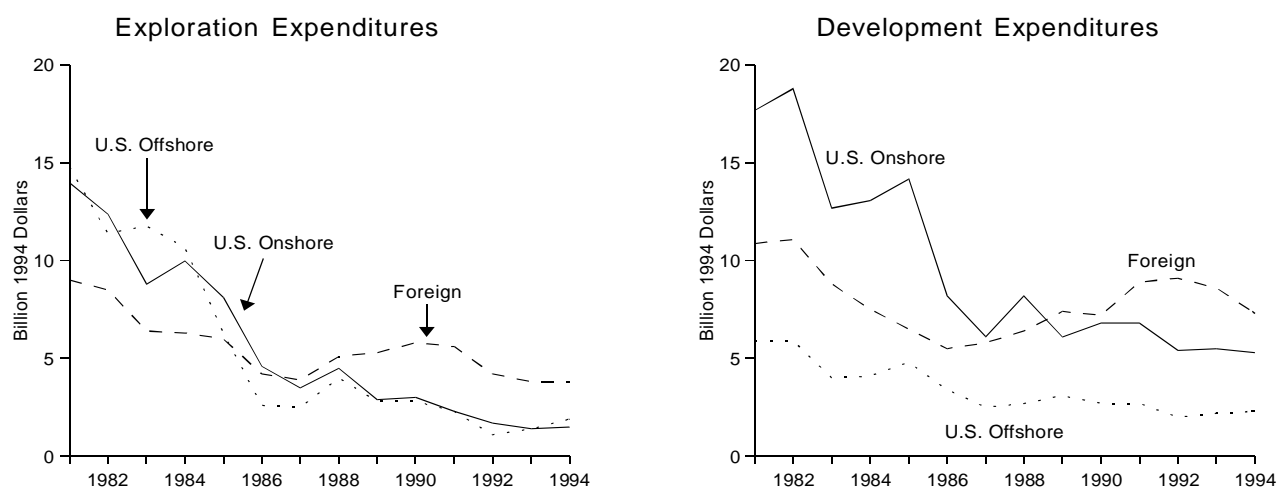 Exploration Expenditures
20
15
10
5
0
Billion 1994 Dollars
U.S. Offshore
U.S. Onshore
Foreign
1982 1984 1986 1988 1990 1992 1994
Development Expenditures
20
15
10
5
0
Billion 1994 Dollars
U.S. Onshore
Foreign
U.S. Offshore
1982 1984 1986 1988 1990 1992 1994